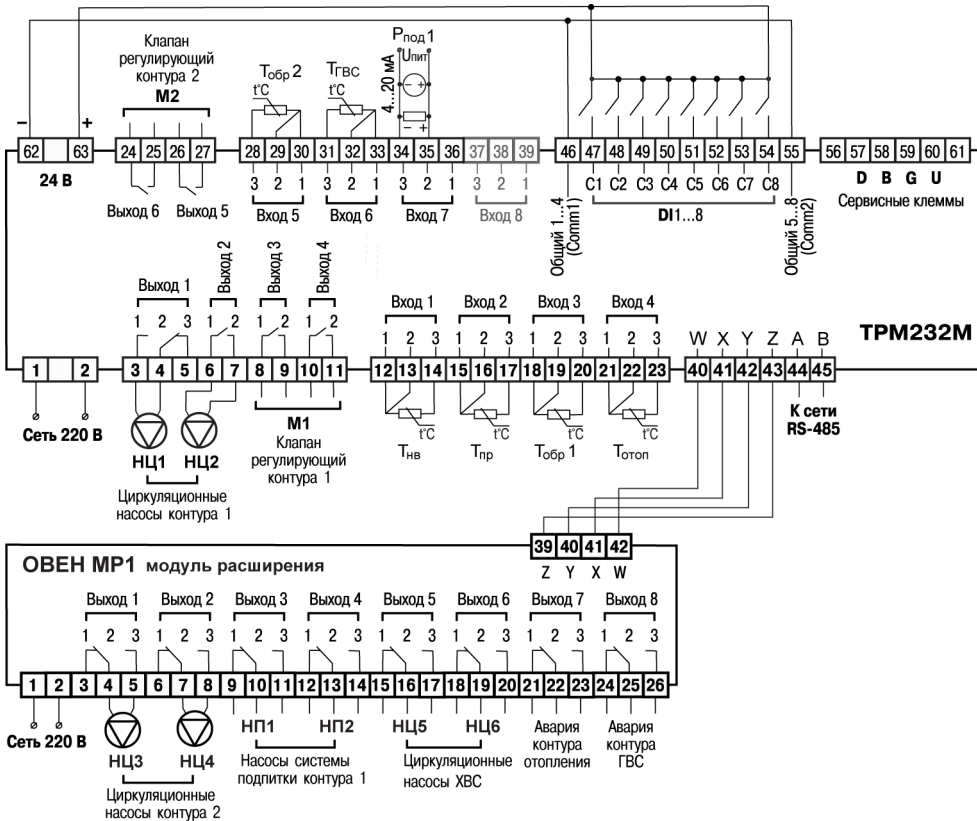 Клапан
регулирующий
контура 2
М2
Tобр 2
t°C
TГВС
t°C
Pпод 1
Uпит
4...20 мА
− +
− +
− +
62 63
24 В
24 25 26 27
Выход 6 Выход 5
28 29 30 31 32 33 34 35 36 37 38 39
3 2 1 3 2 1 3 2 1 3 2 1
Вход 5 Вход 6 Вход 7 Вход 8
46 47 48 49 50 51 52 53 54 55
C1 C2 C3 C4 C5 C6 C7 C8
DI1...8
Общий 1...4
(Comm1)
Общий 5...8
(Comm2)
56 57 58 59 60 61
D B G U
Сервисные клеммы
ТРМ232М
Выход 1
Выход 2
Выход 3
Выход 4
1 2 3 1 2 1 2 1 2
Вход 1 Вход 2 Вход 3 Вход 4
1 2 3 1 2 3 1 2 3 1 2 3
W X Y Z A B
1 2
3 4 5 6 7 8 9 10 11
12 13 14 15 16 17 18 19 20 21 22 23
40 41 42 43 44 45
Сеть 220 В
НЦ1 НЦ2
Циркуляционные
насосы контура 1
М1
Клапан
регулирующий
контура 1
t°C t°C t°C t°C
Tнв Tпр Tобр 1 Tотоп
К сети
RS-485
39 40 41 42
Z Y X W
ОВЕН МР1 модуль расширения
Выход 1 Выход 2 Выход 3 Выход 4 Выход 5 Выход 6 Выход 7 Выход 8
1 2 3 1 2 3 1 2 3 1 2 3 1 2 3 1 2 3 1 2 3 1 2 3
1 2 3 4 5 6 7 8 9 10 11 12 13 14 15 16 17 18 19 20 21 22 23 24 25 26
Сеть 220 В
НЦ3 НЦ4
Циркуляционные
насосы контура 2
НП1 НП2
Насосы системы
подпитки контура 1
НЦ5 НЦ6
Циркуляционные
насосы ХВС
Авария
контура
отопления
Авария
контура
ГВС